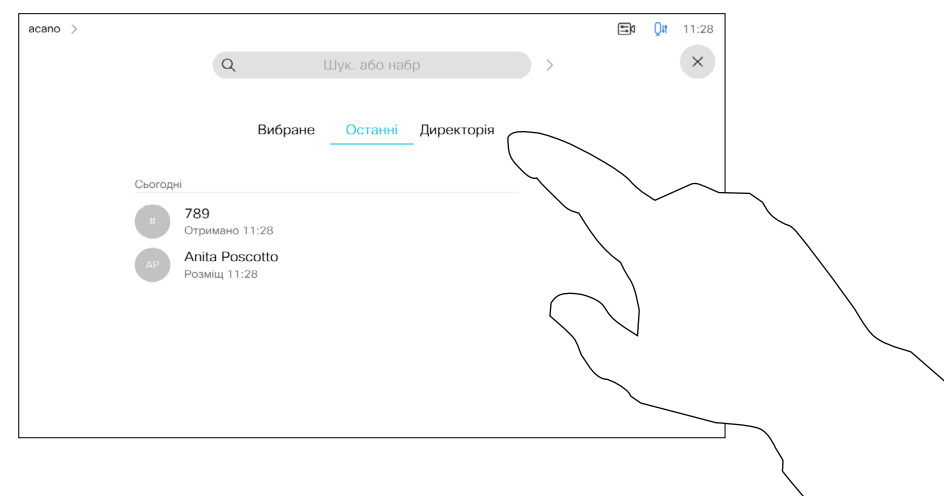 acano
11:28
Шук. або набр
Вибране Останні Директорія
Сьогодні
#
789
Отримано 11:28
AP
Anita Poscotto
Розміщ 11:28